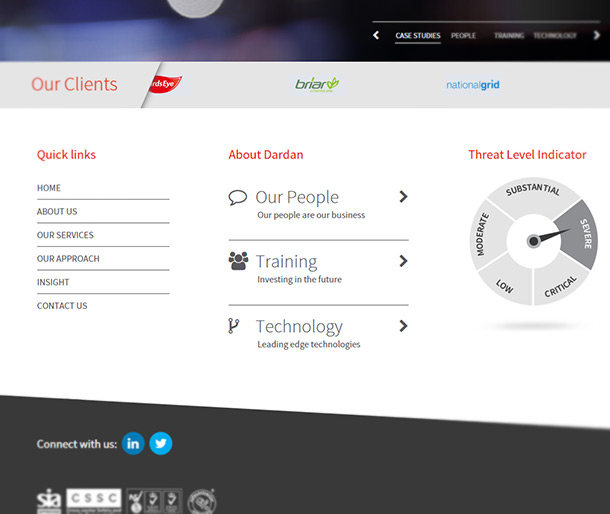 CASE STUDIES PEOPLE TRAINING TECHNOLOGY
Our Clients
rdsEye
briar
nationalgrid
Quick links
HOME
ABOUT US
OUR SERVICES
OUR APPROACH
INSIGHT
CONTACT US
About Dardan
Our People
Our people are our business
Training
Investing in the future
Technology
Leading edge technologies
Threat Level Indicator
LOW
MODERATE
SUBSTANTIAL
SEVERE
CRITICAL
Connect with us:
in
sia
CSSC